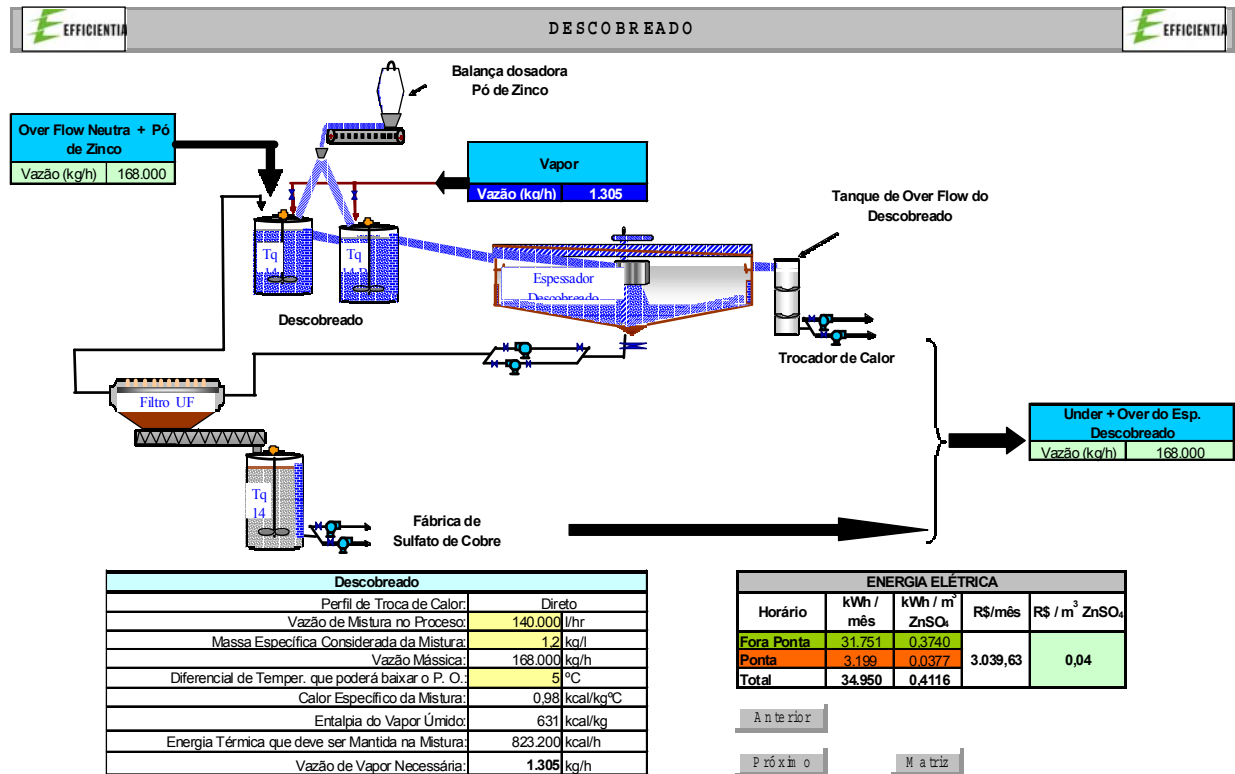 EFFICIENTIA
DESCOBREADO
EFFICIENTIA
Balança dosadora
Pó de Zinco
Over Flow Neutra + Pó
de Zinco
Vazão (kg/h) 168.000
Vapor
Vazão (kg/h) 1.305
Tanque de Over Flow do
Descobreado
Tq
Tq
Espessador
Descobreado
Descobreado
Trocador de Calor
Filtro UF
Under + Over do Esp.
Descobreado
Vazão (kg/h) 168.000
Tq
14
Fábrica de
Sulfato de Cobre
Descobreado
Perfil de Troca de Calor: Direto
Vazão de Mistura no Proceso: 140.000 l/hr
Massa Específica Considerada da Mistura: 1,2 kg/l
Vazão Mássica: 168.000 kg/h
Diferencial de Temper. que poderá baixar o P. O.: 5 ºC
Calor Específico da Mistura: 0,98 kcal/kgºC
Entalpia do Vapor Úmido: 631 kcal/kg
Energia Térmica que deve ser Mantida na Mistura: 823.200 kcal/h
Vazão de Vapor Necessária: 1.305 kg/h
ENERGIA ELÉTRICA
Horário kWh / mês kWh / m³ ZnSO₄ R$/mês R$ / m³ ZnSO₄
Fora Ponta 31.751 0,3740
Ponta 3.199 0,0377 3.039,63 0,04
Total 34.950 0,4116
Anterior
Próximo Matriz